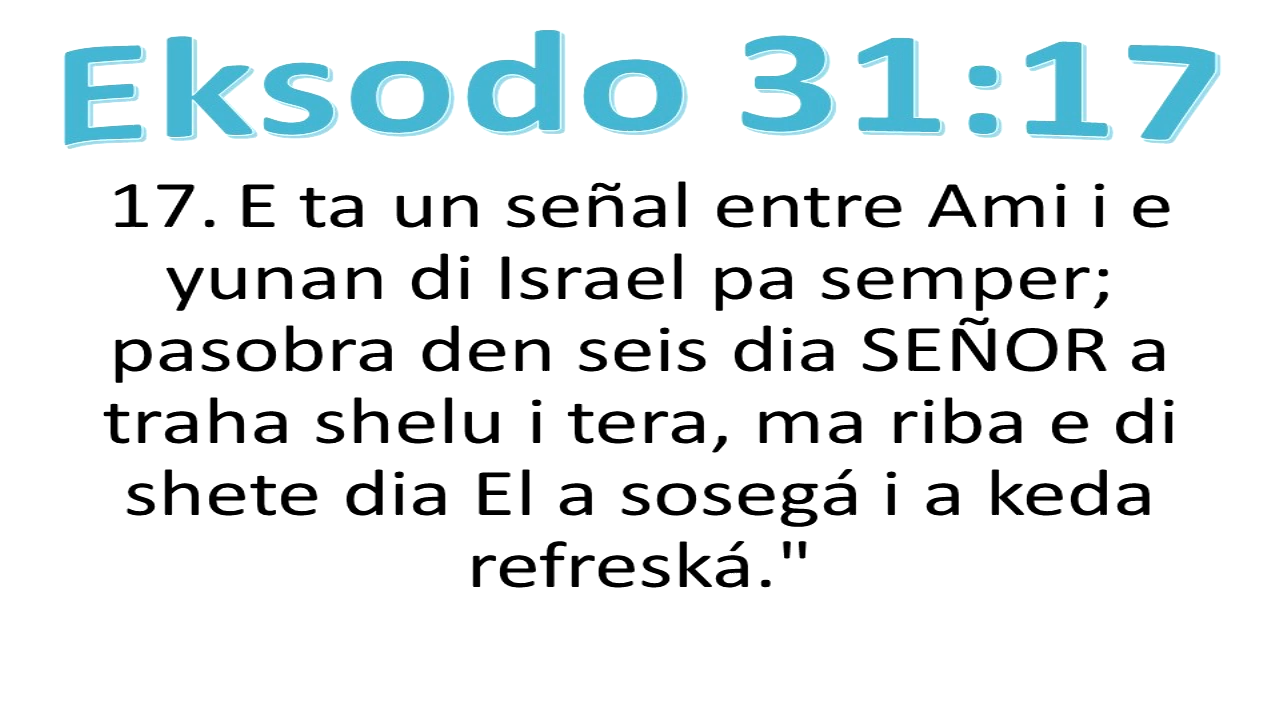 Eksodo 31:17
17. E ta un señal entre Ami i e
yunan di Israel pa semper;
pasobra den seis dia SEÑOR a
traha shelu i tera, ma riba e di
shete dia El a sosegá i a keda
refreská."